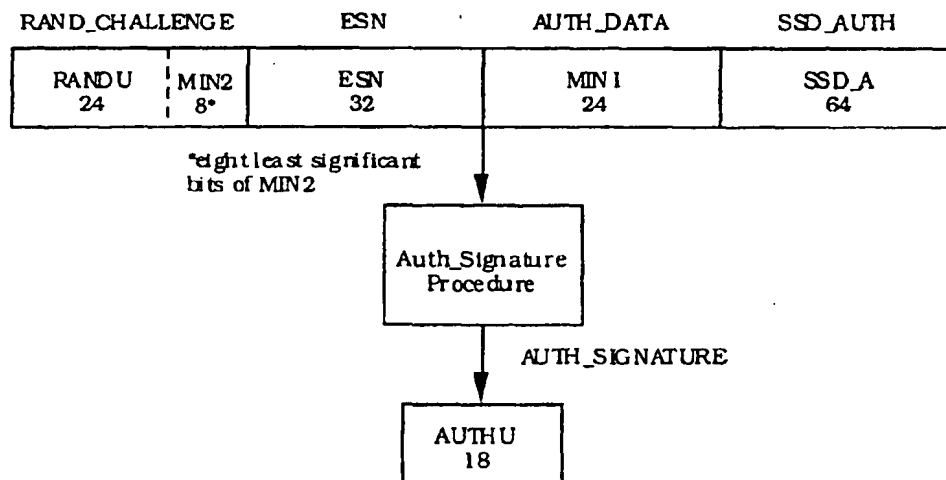 RAND_CHALLENGE ESN AUTH_DATA SSD_AUTH
RANDU MIN2 ESN MIN1 SSD_A
24 8* 32 24 64
*eight least significant
bits of MIN2
Auth_Signature
Procedure
AUTH_SIGNATURE
AUTHU
18